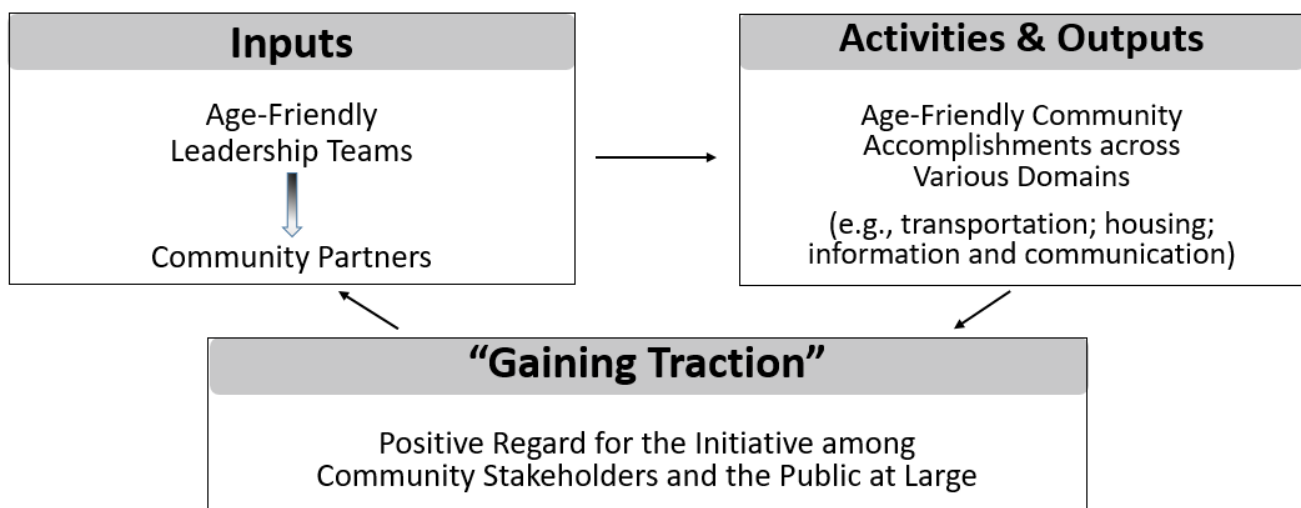 Inputs
Age-Friendly
Leadership Teams
Community Partners
Activities & Outputs
Age-Friendly Community
Accomplishments across
Various Domains
(e.g., transportation; housing;
information and communication)
“Gaining Traction”
Positive Regard for the Initiative among
Community Stakeholders and the Public at Large